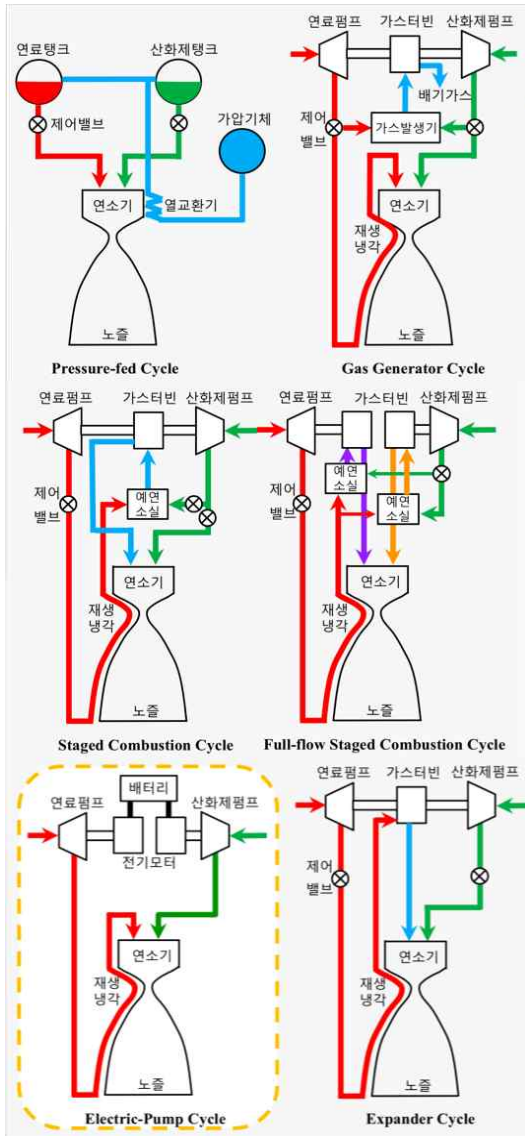 연료탱크
산화제탱크
제어밸브
가압기체
열교환기
연소기
노즐
Pressure-fed Cycle
연료펌프
가스터빈
산화제펌프
배기가스
제어
밸브
가스발생기
연소기
재생
냉각
노즐
Gas Generator Cycle
연료펌프
가스터빈
산화제펌프
제어
밸브
예연
소실
연소기
재생
냉각
노즐
Staged Combustion Cycle
연료펌프
가스터빈
산화제펌프
제어
밸브
예연
소실
예연
소실
연소기
재생
냉각
노즐
Full-flow Staged Combustion Cycle
연료펌프
배터리
산화제펌프
전기모터
연소기
재생
냉각
노즐
Electric-Pump Cycle
연료펌프
가스터빈
산화제펌프
제어
밸브
연소기
재생
냉각
노즐
Expander Cycle